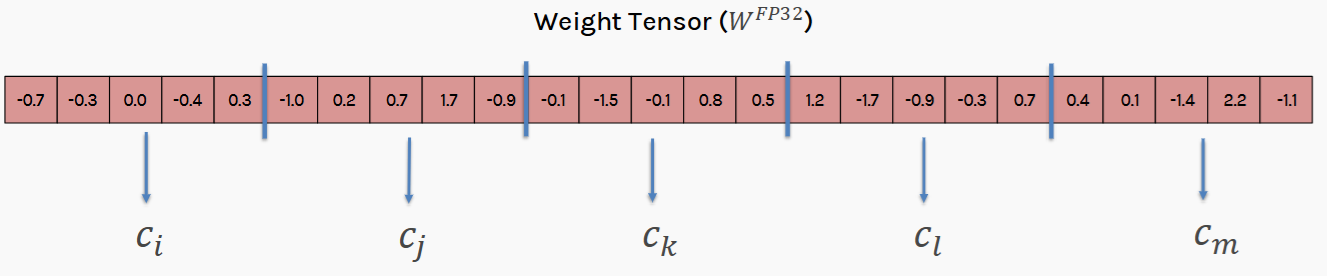 Weight Tensor (W^{FP32})
-0.7 -0.3 0.0 -0.4 0.3 -1.0 0.2 0.7 1.7 -0.9 -0.1 -1.5 -0.1 0.8 0.5 1.2 -1.7 -0.9 -0.3 0.7 0.4 0.1 -1.4 2.2 -1.1
c_i c_j c_k c_l c_m